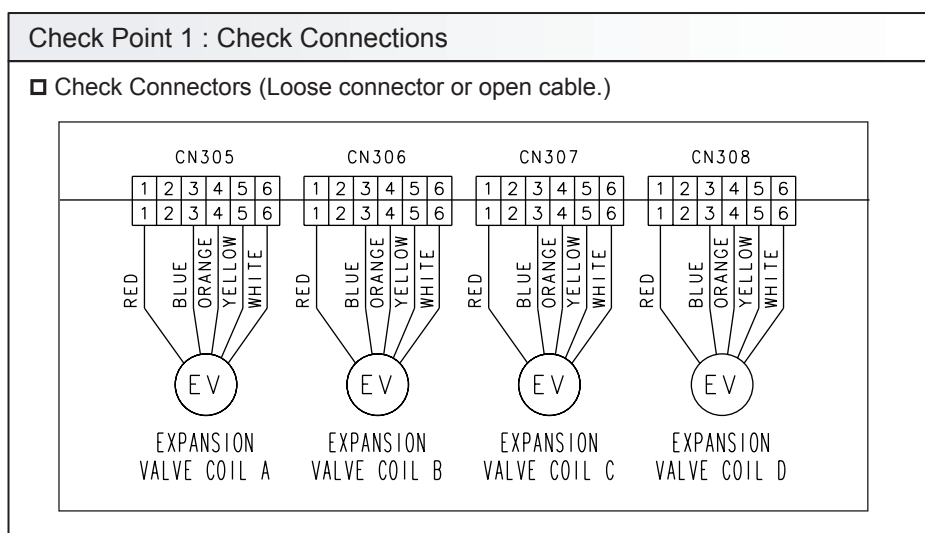 Check Point 1 : Check Connections
Check Connectors (Loose connector or open cable.)
CN305 CN306 CN307 CN308
1 2 3 4 5 6 1 2 3 4 5 6 1 2 3 4 5 6 1 2 3 4 5 6
1 2 3 4 5 6 1 2 3 4 5 6 1 2 3 4 5 6 1 2 3 4 5 6
RED BLUE ORANGE YELLOW WHITE RED BLUE ORANGE YELLOW WHITE RED BLUE ORANGE YELLOW WHITE RED BLUE ORANGE YELLOW WHITE
EV EV EV EV
EXPANSION EXPANSION EXPANSION EXPANSION
VALVE COIL A VALVE COIL B VALVE COIL C VALVE COIL D